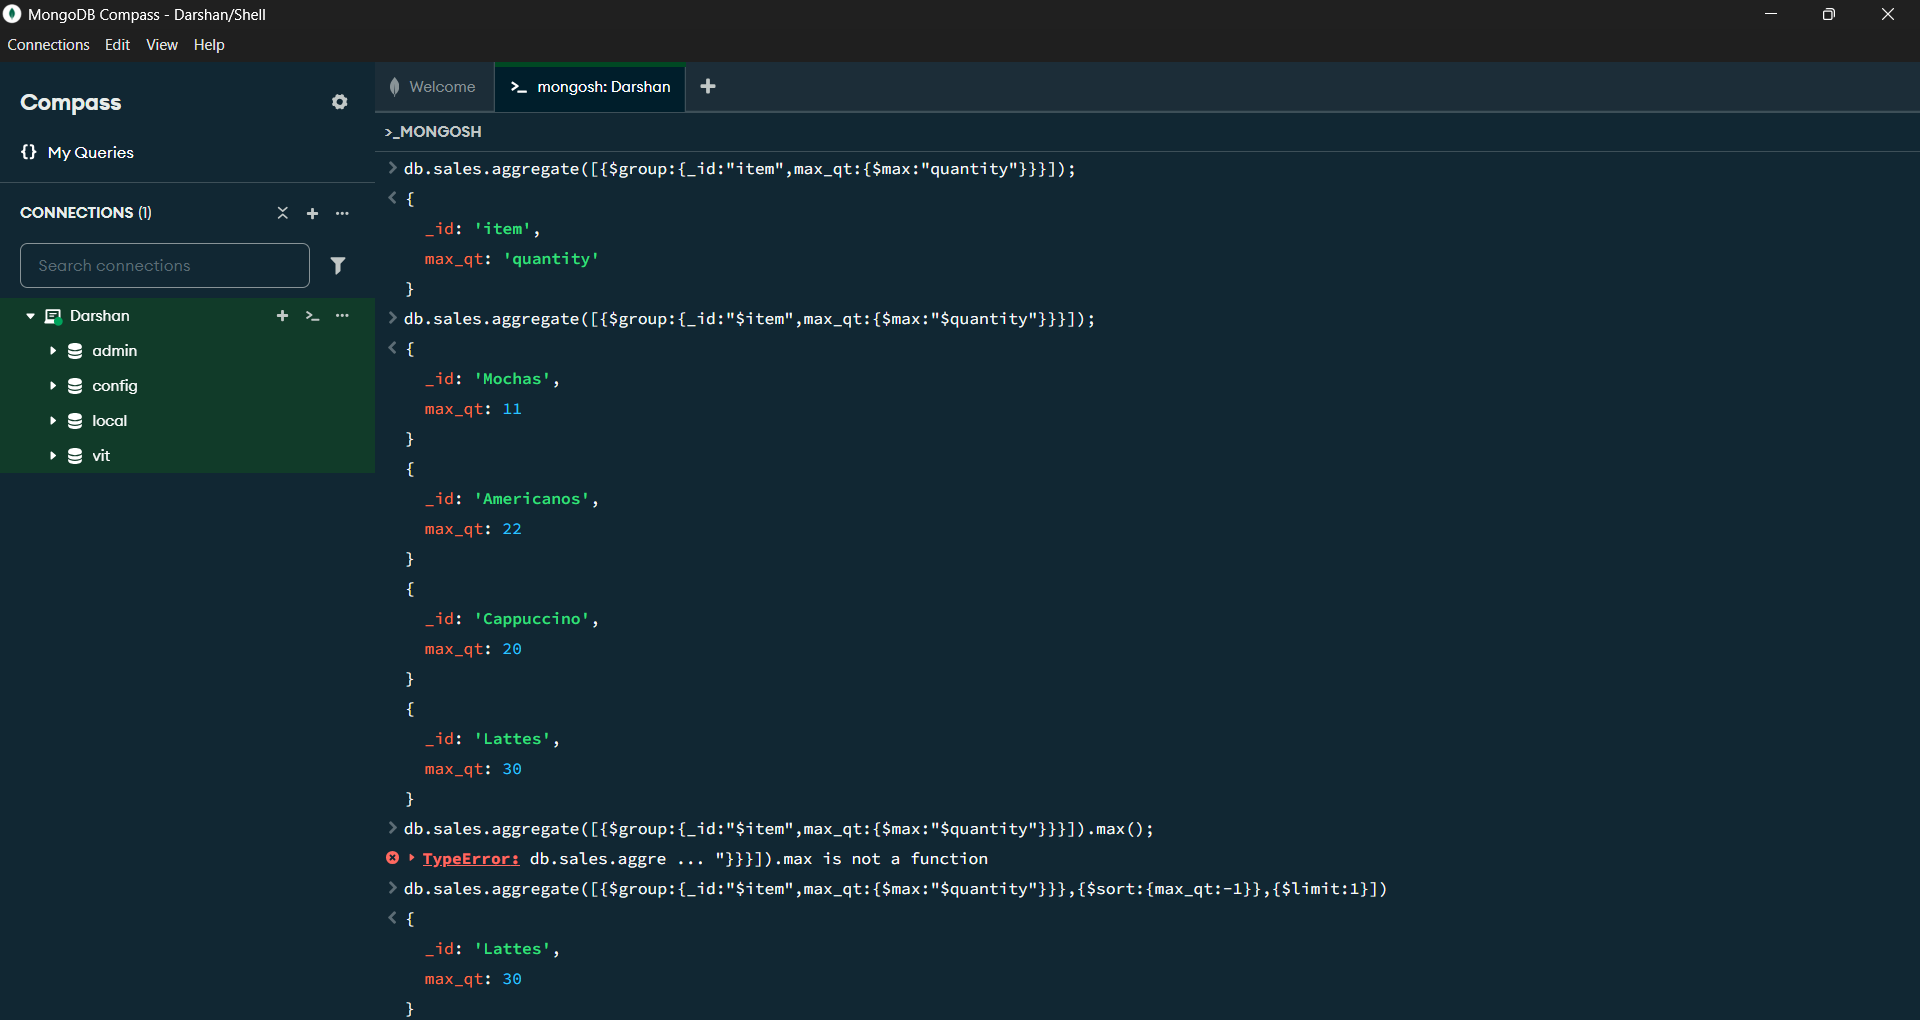 MongoDB Compass - Darshan/Shell
Connections Edit View Help
Compass
{} My Queries
CONNECTIONS (1)
Search connections
Darshan
admin
config
local
vit
Welcome
>_ mongosh: Darshan
>_MONGOSH
> db.sales.aggregate([{$group:{_id:"item",max_qt:{$max:"quantity"}}}]);
< {
_id: 'item',
max_qt: 'quantity'
}
> db.sales.aggregate([{$group:{_id:"$item",max_qt:{$max:"$quantity"}}}]);
< {
_id: 'Mochas',
max_qt: 11
}
{
_id: 'Americanos',
max_qt: 22
}
{
_id: 'Cappuccino',
max_qt: 20
}
{
_id: 'Lattes',
max_qt: 30
}
> db.sales.aggregate([{$group:{_id:"$item",max_qt:{$max:"$quantity"}}}]).max();
TypeError: db.sales.aggre ... "}}}]).max is not a function
> db.sales.aggregate([{$group:{_id:"$item",max_qt:{$max:"$quantity"}}},{$sort:{max_qt:-1}},{$limit:1}])
< {
_id: 'Lattes',
max_qt: 30
}